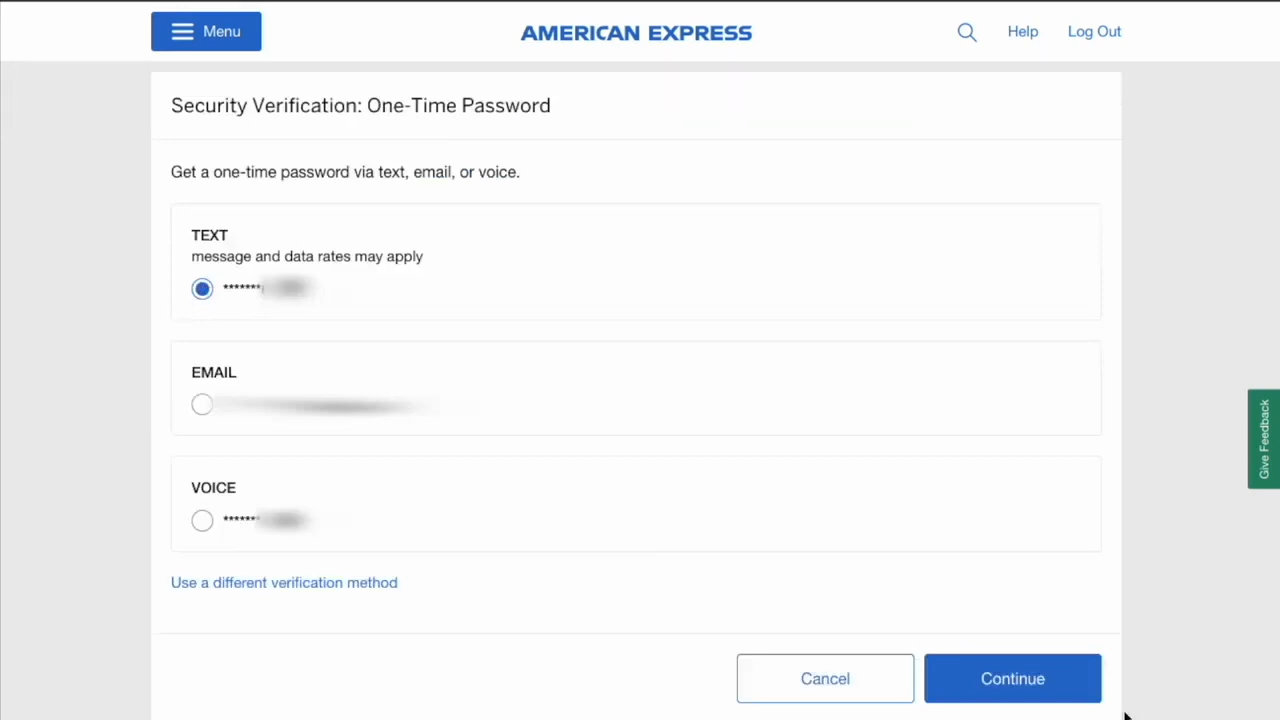 Menu
AMERICAN EXPRESS
Help
Log Out
Security Verification: One-Time Password
Get a one-time password via text, email, or voice.
TEXT
message and data rates may apply
*******
EMAIL
VOICE
******
Use a different verification method
Cancel
Continue
Give Feedback